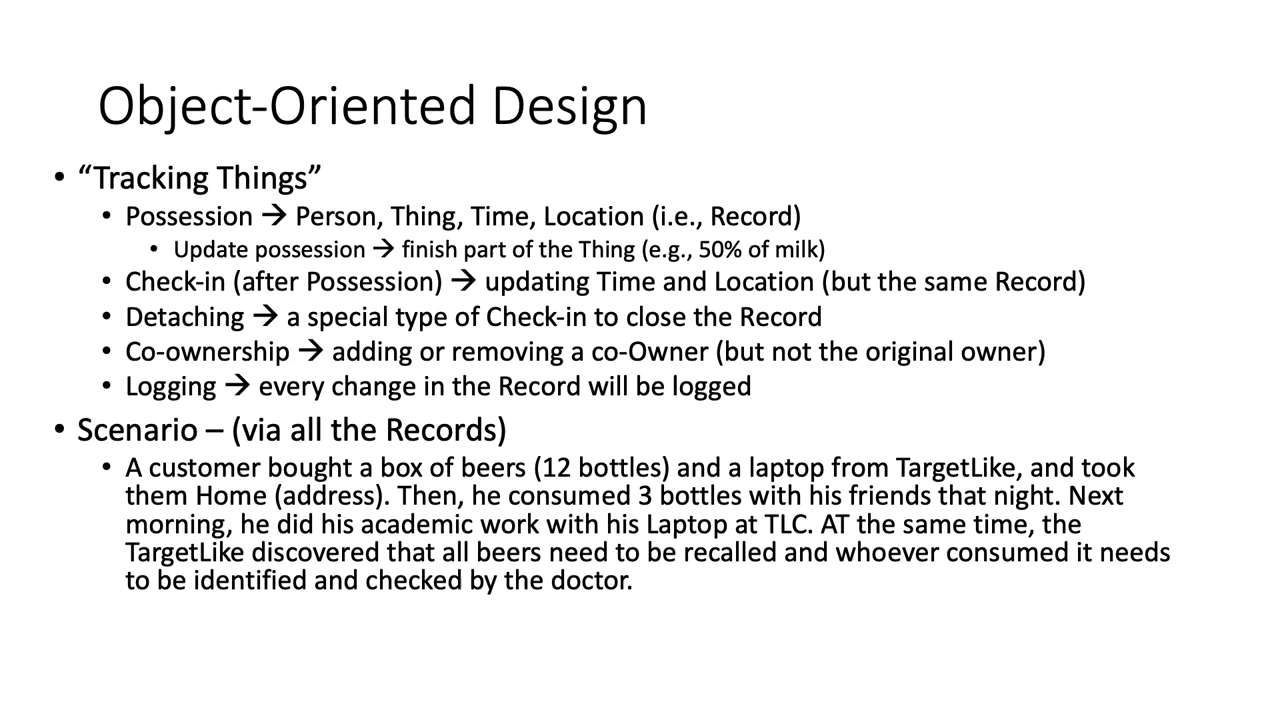 Object-Oriented Design
• “Tracking Things”
• Possession → Person, Thing, Time, Location (i.e., Record)
• Update possession → finish part of the Thing (e.g., 50% of milk)
• Check-in (after Possession) → updating Time and Location (but the same Record)
• Detaching → a special type of Check-in to close the Record
• Co-ownership → adding or removing a co-Owner (but not the original owner)
• Logging → every change in the Record will be logged
• Scenario – (via all the Records)
• A customer bought a box of beers (12 bottles) and a laptop from TargetLike, and took
them Home (address). Then, he consumed 3 bottles with his friends that night. Next
morning, he did his academic work with his Laptop at TLC. AT the same time, the
TargetLike discovered that all beers need to be recalled and whoever consumed it needs
to be identified and checked by the doctor.